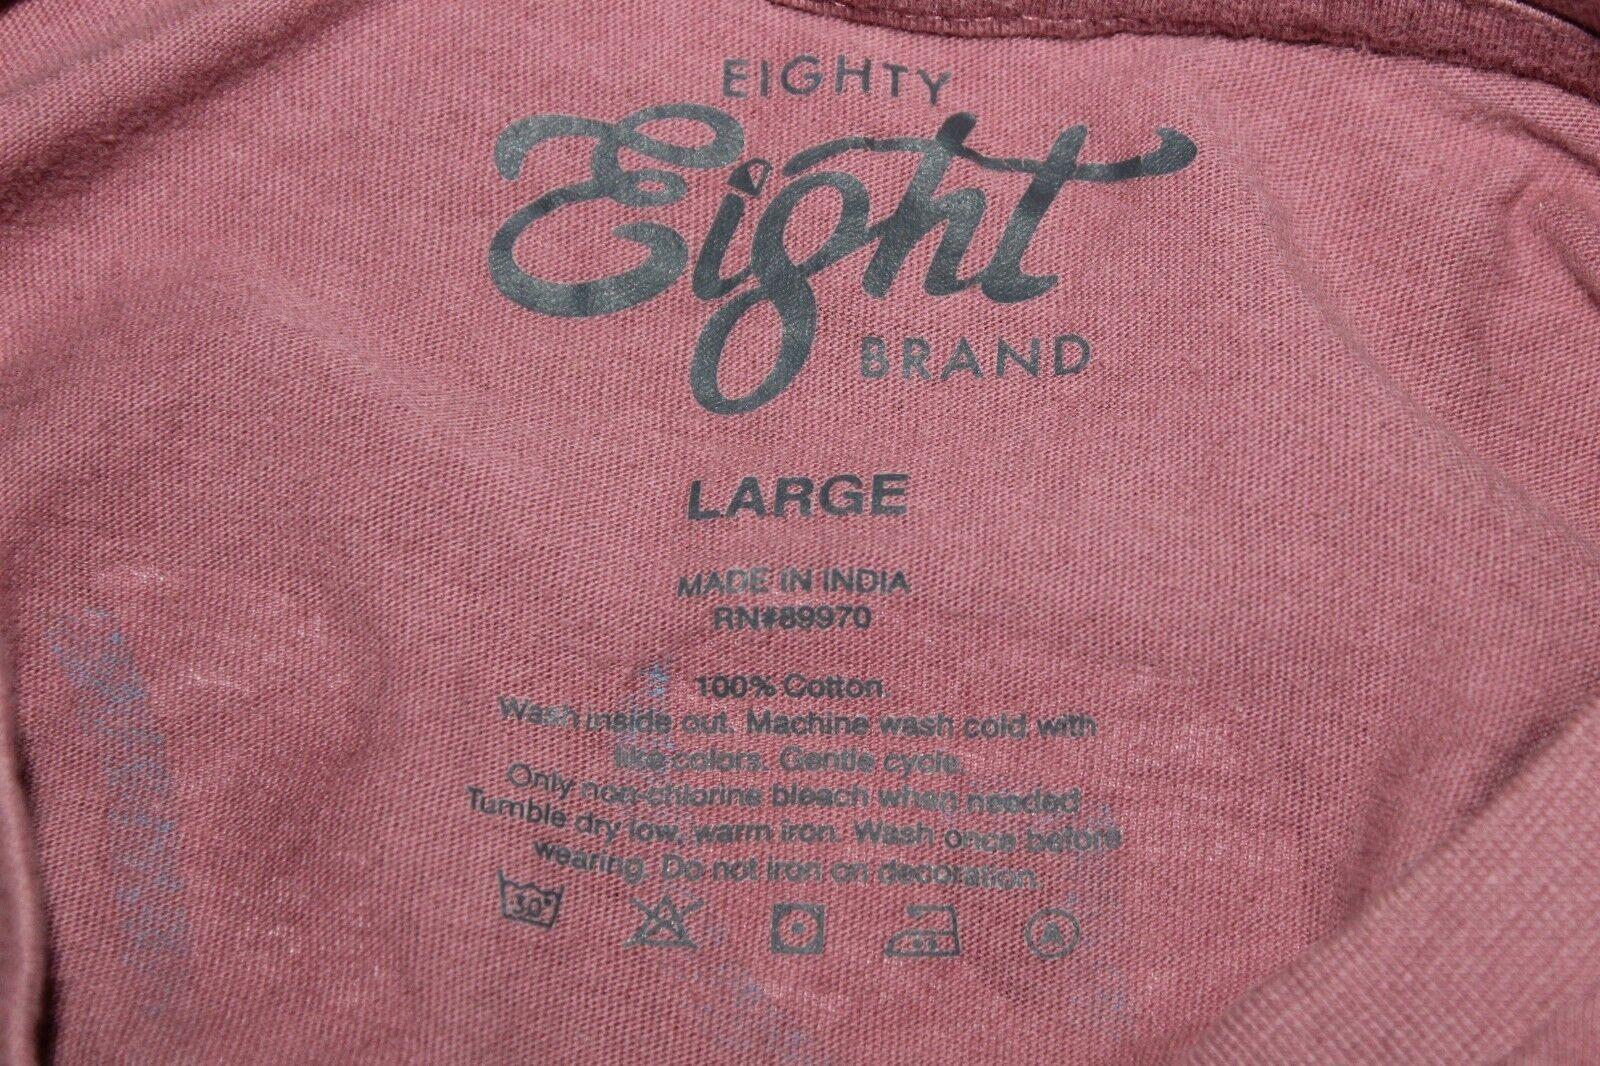 EIGHTY
Eight
BRAND
LARGE
MADE IN INDIA
RN#89970
100% Cotton.
Wash inside out. Machine wash cold with
like colors. Gentle cycle.
Only non-chlorine bleach when needed
Tumble dry low, warm iron. Wash once before
wearing. Do not iron on decoration.
30°
A